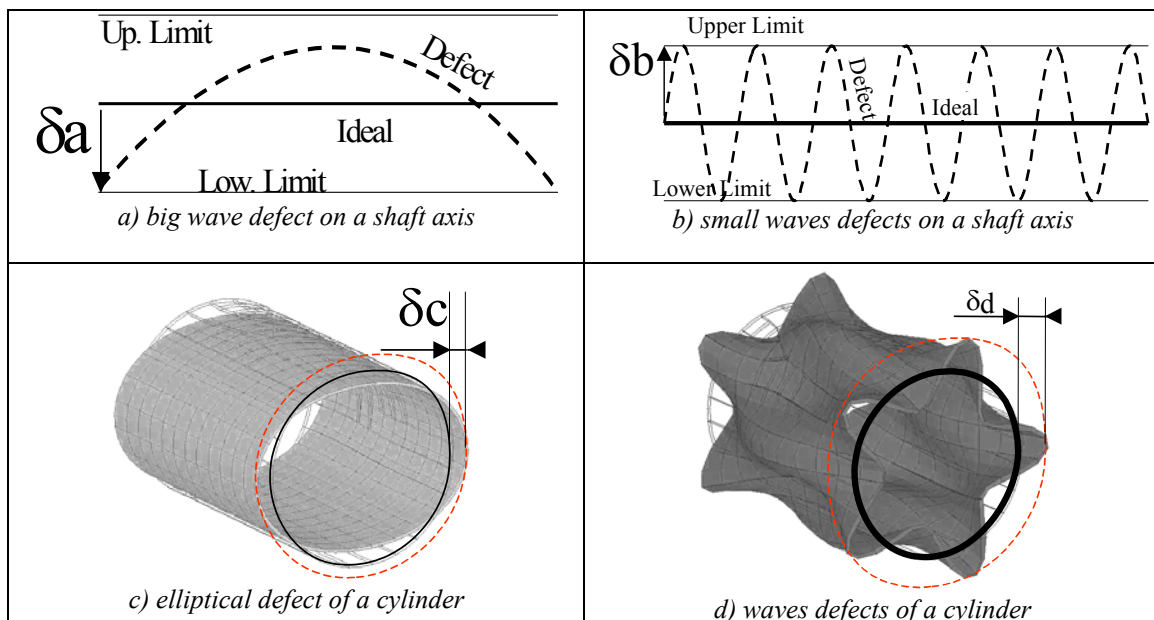 Up. Limit
Defect
δa
Ideal
Low. Limit
a) big wave defect on a shaft axis
Upper Limit
δb
Defect
Ideal
Lower Limit
b) small waves defects on a shaft axis
δc
c) elliptical defect of a cylinder
δd
d) waves defects of a cylinder